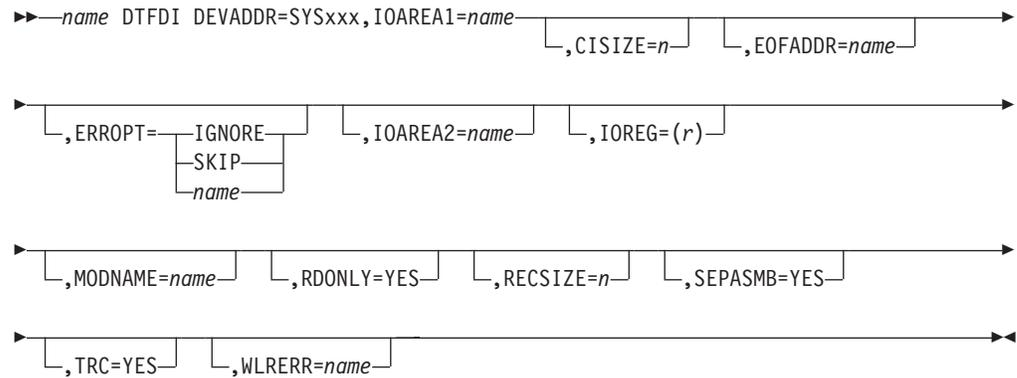 name DTFDI DEVADDR=SYSxxx,IOAREA1=name
,CISIZE=n ,EOFADDR=name
,ERROPT= IGNORE ,IOAREA2=name ,IOREG=(r)
SKIP
name
,MODNAME=name ,RDONLY=YES ,RECSIZE=n ,SEPASMB=YES
,TRC=YES ,WLRERR=name